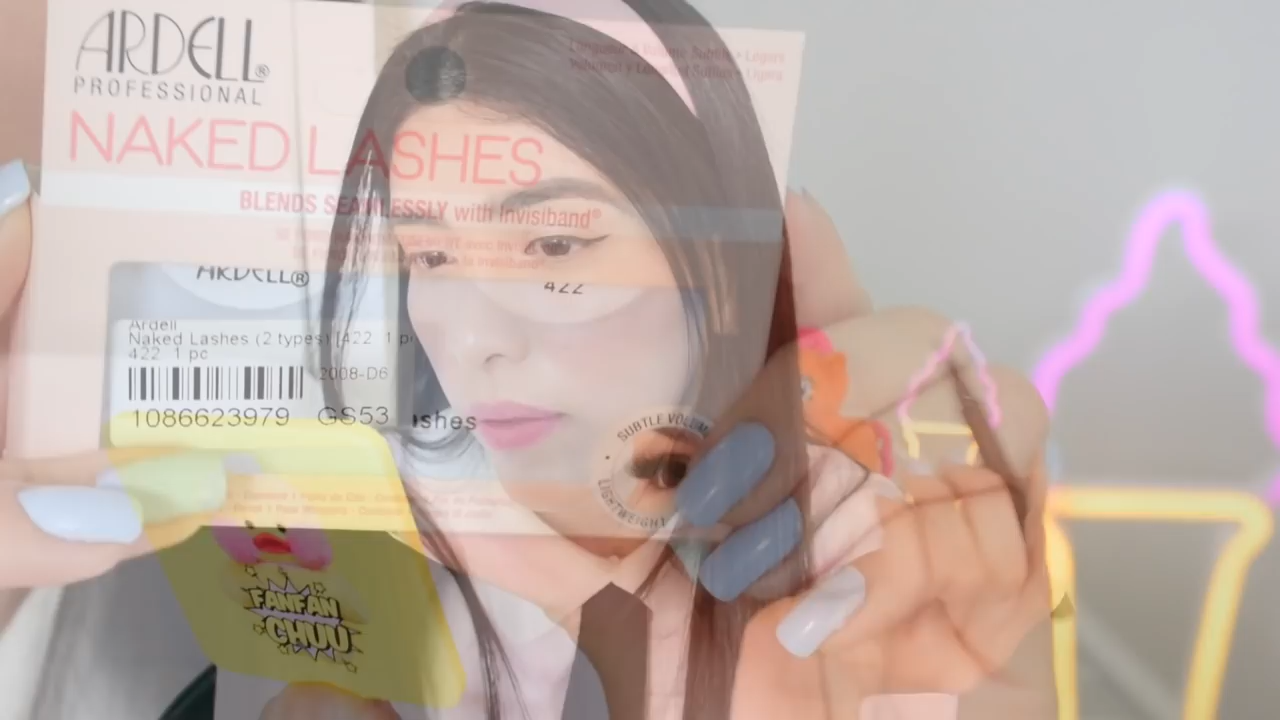 ARDELL®
PROFESSIONAL
NAKED LASHES
BLENDS SEAMLESSLY with Invisiband®
ARDELL®
422
Ardell
Naked Lashes (2 types) [422 1 pc
422 1 pc
2008-D6
1086623979 GS53
lashes
SUBTLE VOLUME
LIGHTWEIGHT
FANFAN
CHUU